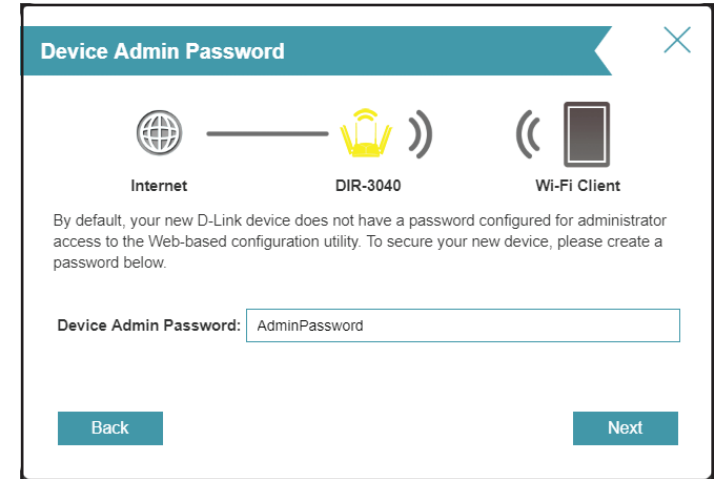 Device Admin Password
Internet
DIR-3040
Wi-Fi Client
By default, your new D-Link device does not have a password configured for administrator
access to the Web-based configuration utility. To secure your new device, please create a
password below.
Device Admin Password: AdminPassword
Back
Next